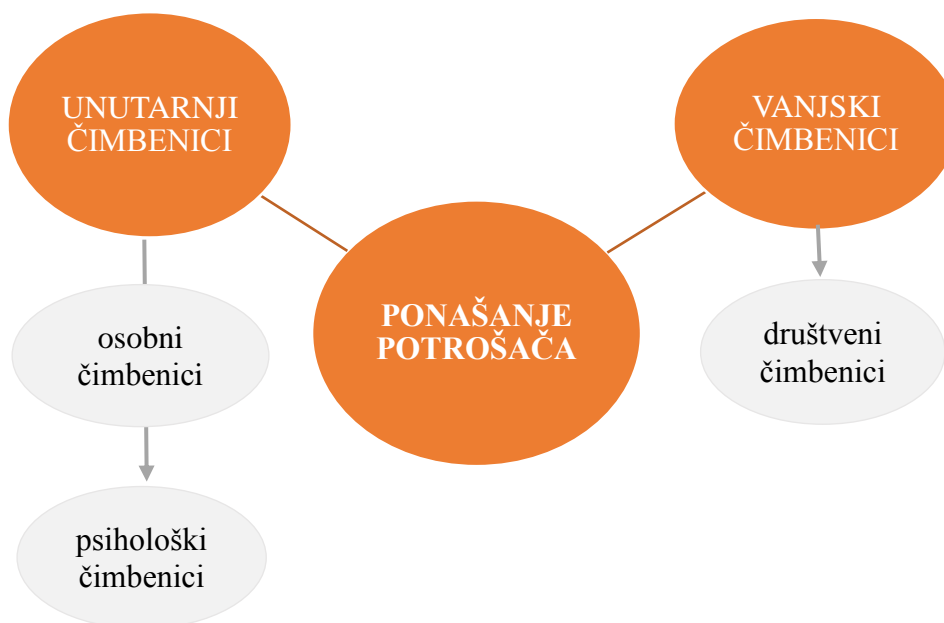 UNUTARNJI
ČIMBENICI
VANJSKI
ČIMBENICI
PONAŠANJE
POTROŠAČA
osobni
čimbenici
društveni
čimbenici
psihološki
čimbenici